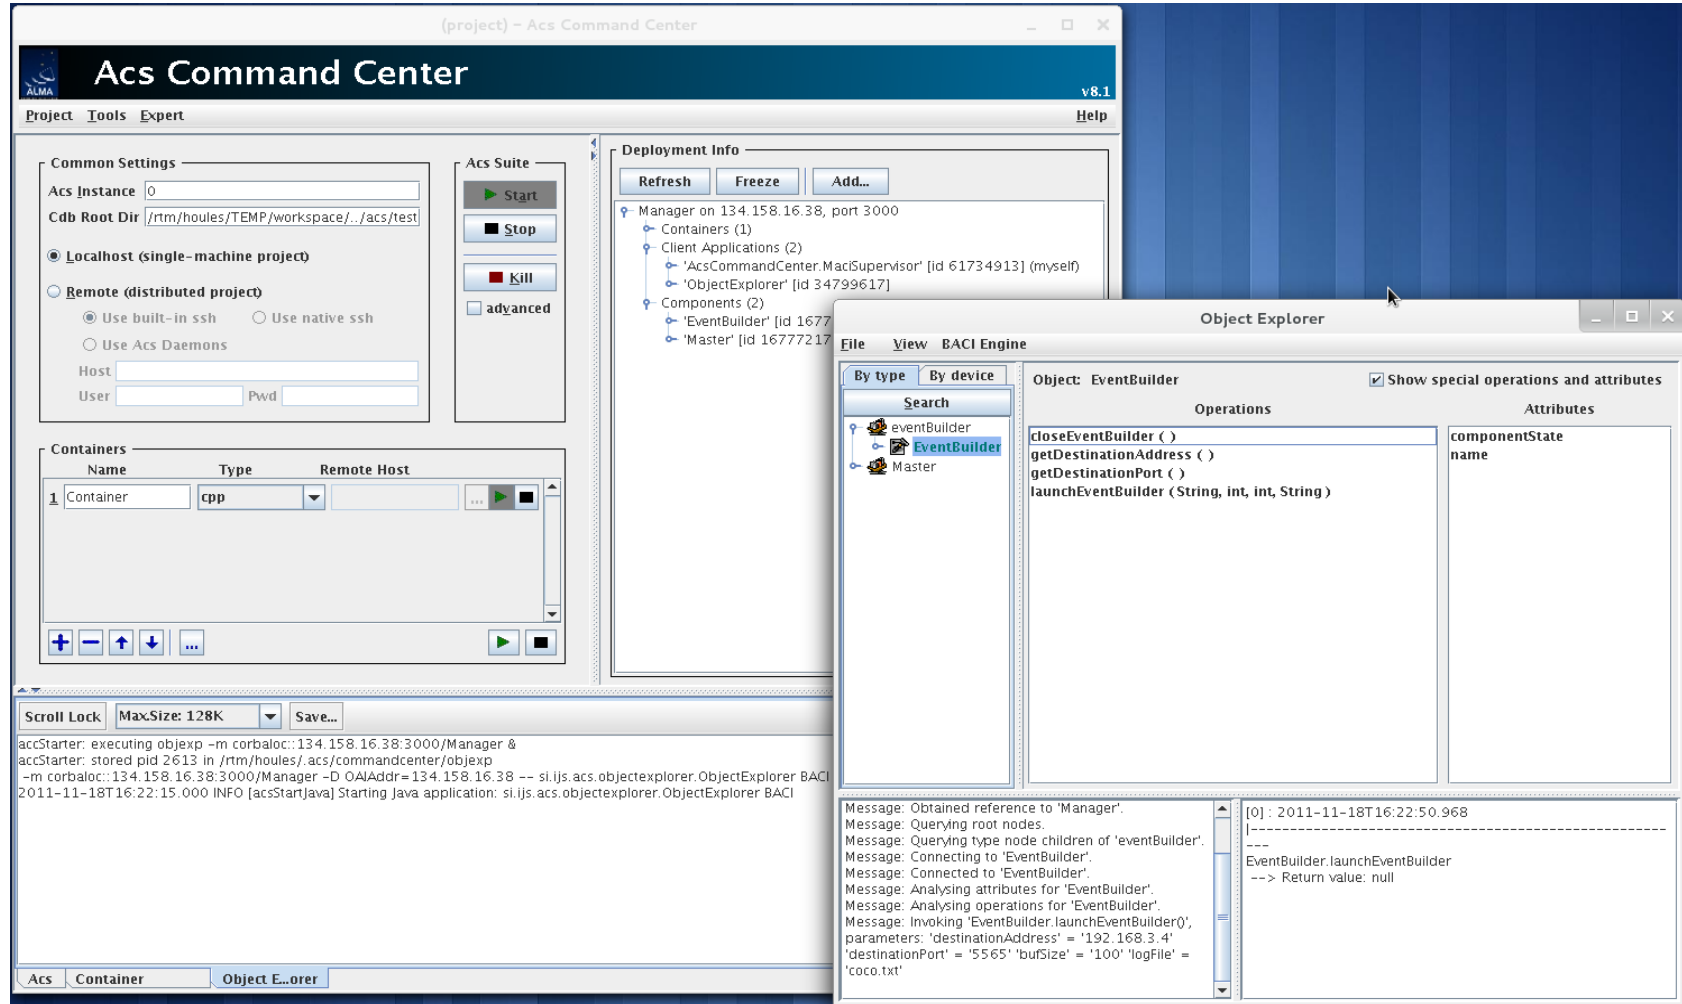 (project) - Acs Command Center
ALMA
Acs Command Center
v8.1
Project Tools Expert Help
Common Settings
Acs Instance 0
Cdb Root Dir /rtm/houles/TEMP/workspace/../acs/test
Localhost (single-machine project)
Remote (distributed project)
Use built-in ssh Use native ssh
Use Acs Daemons
Host
User Pwd
Acs Suite
Start
Stop
Kill
advanced
Containers
Name Type Remote Host
1 Container cpp ...
...
Deployment Info
Refresh Freeze Add...
Manager on 134.158.16.38, port 3000
Containers (1)
Client Applications (2)
'AcsCommandCenter.MaciSupervisor' [id 61734913] (myself)
'ObjectExplorer' [id 34799617]
Components (2)
'EventBuilder' [id 1677
'Master' [id 16777217
Scroll Lock Max.Size: 128K Save...
accStarter: executing objexp -m corbaloc::134.158.16.38:3000/Manager &
accStarter: stored pid 2613 in /rtm/houles/.acs/commandcenter/objexp
-m corbaloc::134.158.16.38:3000/Manager -D OAIAddr=134.158.16.38 -- si.ijs.acs.objectexplorer.ObjectExplorer BACI
2011-11-18T16:22:15.000 INFO [acsStartJava] Starting Java application: si.ijs.acs.objectexplorer.ObjectExplorer BACI
Acs Container Object E...orer
Object Explorer
File View BACI Engine
By type By device
Search
eventBuilder
EventBuilder
Master
Object: EventBuilder
Show special operations and attributes
Operations
closeEventBuilder ( )
getDestinationAddress ( )
getDestinationPort ( )
launchEventBuilder ( String, int, int, String )
Attributes
componentState
name
Message: Obtained reference to 'Manager'.
Message: Querying root nodes.
Message: Querying type node children of 'eventBuilder'.
Message: Connecting to 'EventBuilder'.
Message: Connected to 'EventBuilder'.
Message: Analysing attributes for 'EventBuilder'.
Message: Analysing operations for 'EventBuilder'.
Message: Invoking 'EventBuilder.launchEventBuilder()',
parameters: 'destinationAddress' = '192.168.3.4'
'destinationPort' = '5565' 'bufSize' = '100' 'logFile' =
'coco.txt'
[0] : 2011-11-18T16:22:50.968
|-----------------------------------------------------
---
EventBuilder.launchEventBuilder
--> Return value: null